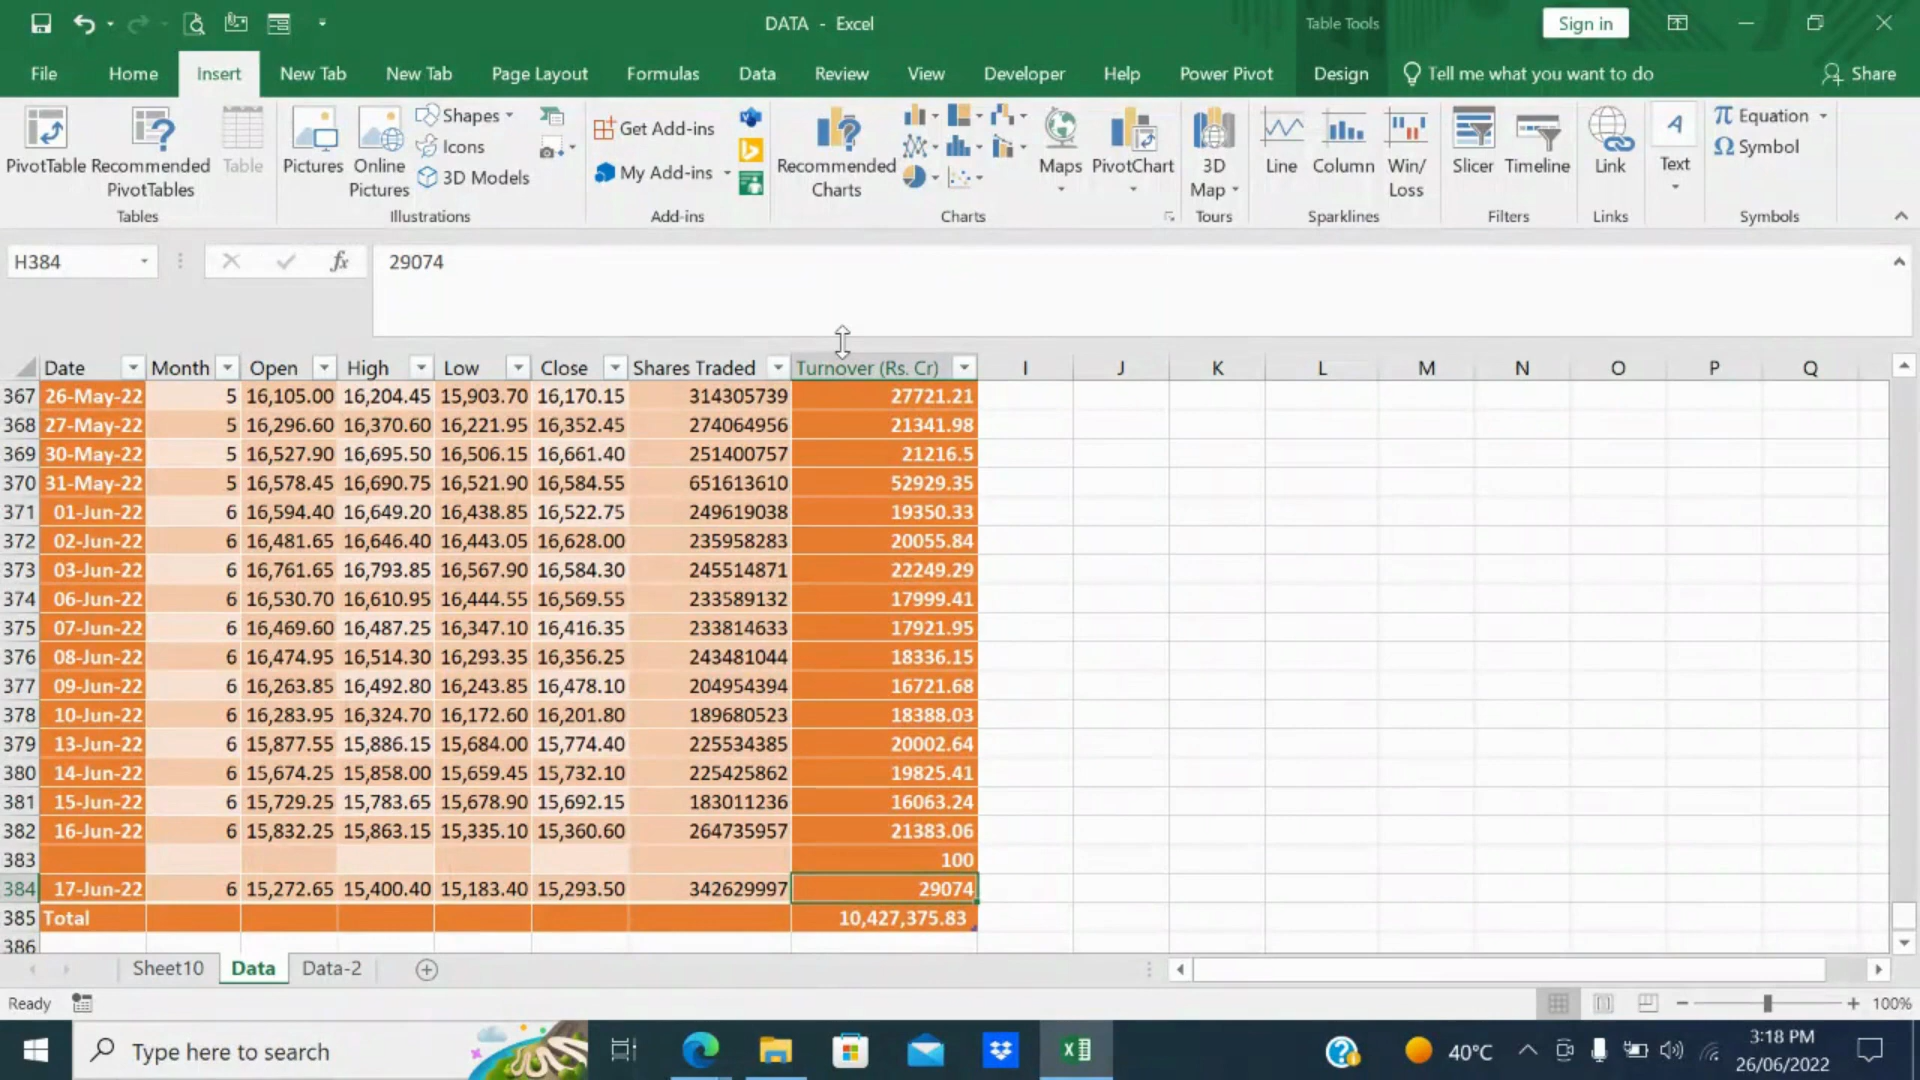 DATA - Excel
Table Tools
Sign in
File Home Insert New Tab New Tab Page Layout Formulas Data Review View Developer Help Power Pivot Design Tell me what you want to do Share
PivotTable
Recommended PivotTables
Table
Tables
Pictures
Online Pictures
Shapes
Icons
3D Models
Illustrations
Get Add-ins
My Add-ins
Add-ins
Recommended Charts
Maps
PivotChart
Charts
3D Map
Tours
Line
Column
Win/Loss
Sparklines
Slicer
Timeline
Filters
Link
Links
Text
Equation
Symbol
Symbols
H384 fx 29074
Date Month Open High Low Close Shares Traded Turnover (Rs. Cr) I J K L M N O P Q
367 26-May-22 5 16,105.00 16,204.45 15,903.70 16,170.15 314305739 27721.21
368 27-May-22 5 16,296.60 16,370.60 16,221.95 16,352.45 274064956 21341.98
369 30-May-22 5 16,527.90 16,695.50 16,506.15 16,661.40 251400757 21216.5
370 31-May-22 5 16,578.45 16,690.75 16,521.90 16,584.55 651613610 52929.35
371 01-Jun-22 6 16,594.40 16,649.20 16,438.85 16,522.75 249619038 19350.33
372 02-Jun-22 6 16,481.65 16,646.40 16,443.05 16,628.00 235958283 20055.84
373 03-Jun-22 6 16,761.65 16,793.85 16,567.90 16,584.30 245514871 22249.29
374 06-Jun-22 6 16,530.70 16,610.95 16,444.55 16,569.55 233589132 17999.41
375 07-Jun-22 6 16,469.60 16,487.25 16,347.10 16,416.35 233814633 17921.95
376 08-Jun-22 6 16,474.95 16,514.30 16,293.35 16,356.25 243481044 18336.15
377 09-Jun-22 6 16,263.85 16,492.80 16,243.85 16,478.10 204954394 16721.68
378 10-Jun-22 6 16,283.95 16,324.70 16,172.60 16,201.80 189680523 18388.03
379 13-Jun-22 6 15,877.55 15,886.15 15,684.00 15,774.40 225534385 20002.64
380 14-Jun-22 6 15,674.25 15,858.00 15,659.45 15,732.10 225425862 19825.41
381 15-Jun-22 6 15,729.25 15,783.65 15,678.90 15,692.15 183011236 16063.24
382 16-Jun-22 6 15,832.25 15,863.15 15,335.10 15,360.60 264735957 21383.06
383 100
384 17-Jun-22 6 15,272.65 15,400.40 15,183.40 15,293.50 342629997 29074
385 Total 10,427,375.83
386
Sheet10 Data Data-2
Ready 100%
Type here to search
40°C
3:18 PM
26/06/2022